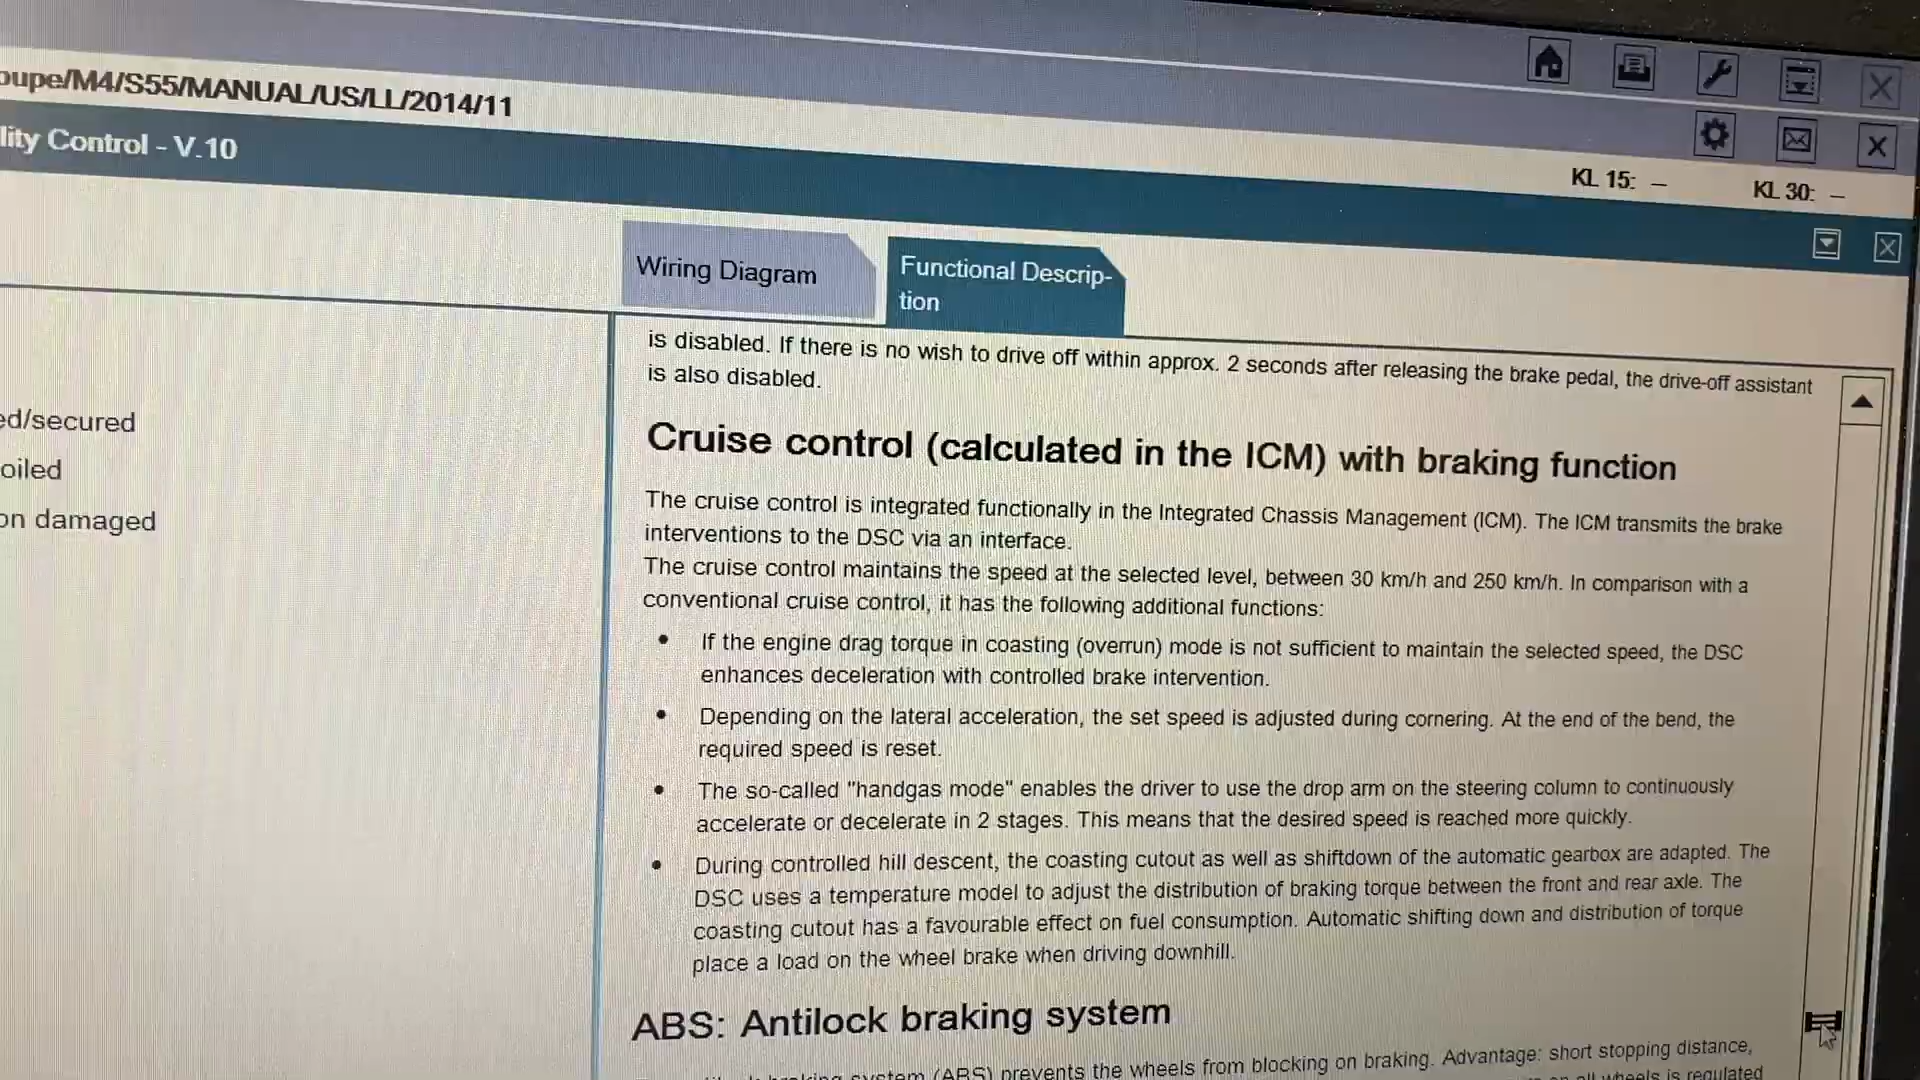 oupe/M4/S55/MANUAL/US/LL/2014/11
lity Control - V.10
KL 15: – KL 30: –
Wiring Diagram
Functional Descrip-
tion
ed/secured
oiled
on damaged
is disabled. If there is no wish to drive off within approx. 2 seconds after releasing the brake pedal, the drive-off assistant
is also disabled.
Cruise control (calculated in the ICM) with braking function
The cruise control is integrated functionally in the Integrated Chassis Management (ICM). The ICM transmits the brake
interventions to the DSC via an interface.
The cruise control maintains the speed at the selected level, between 30 km/h and 250 km/h. In comparison with a
conventional cruise control, it has the following additional functions:
• If the engine drag torque in coasting (overrun) mode is not sufficient to maintain the selected speed, the DSC
enhances deceleration with controlled brake intervention.
• Depending on the lateral acceleration, the set speed is adjusted during cornering. At the end of the bend, the
required speed is reset.
• The so-called "handgas mode" enables the driver to use the drop arm on the steering column to continuously
accelerate or decelerate in 2 stages. This means that the desired speed is reached more quickly.
• During controlled hill descent, the coasting cutout as well as shiftdown of the automatic gearbox are adapted. The
DSC uses a temperature model to adjust the distribution of braking torque between the front and rear axle. The
coasting cutout has a favourable effect on fuel consumption. Automatic shifting down and distribution of torque
place a load on the wheel brake when driving downhill.
ABS: Antilock braking system
braking system (ABS) prevents the wheels from blocking on braking. Advantage: short stopping distance,
all wheels is regulated